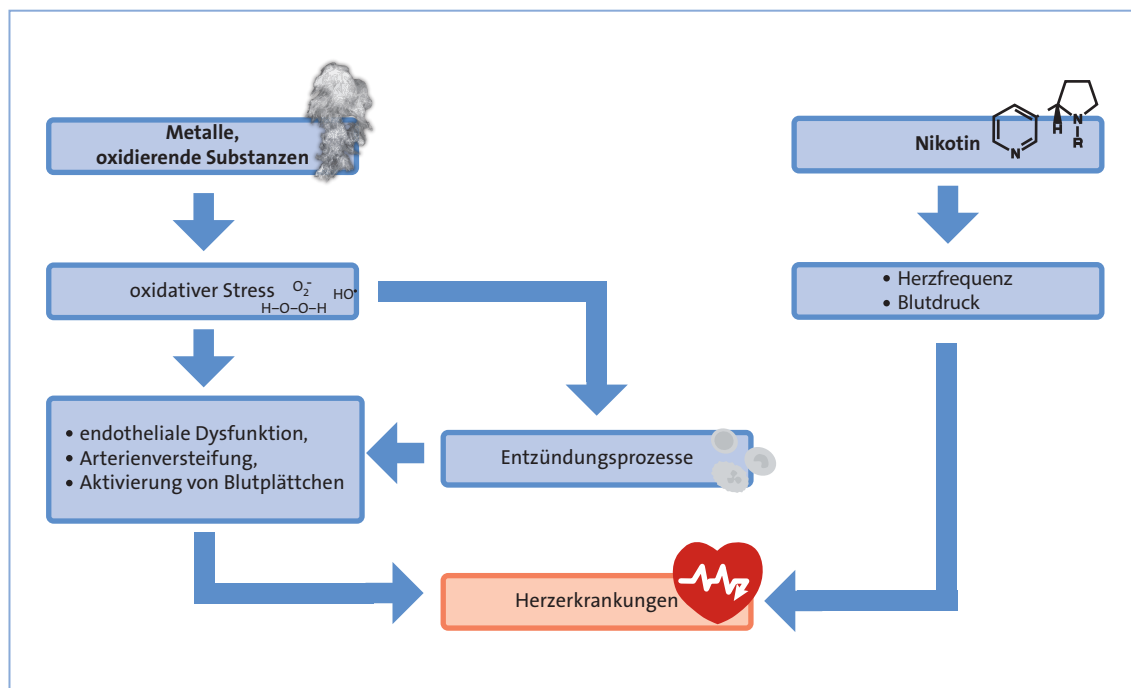 Metalle,
oxidierende Substanzen
Nikotin
N
H
N
R
oxidativer Stress O₂⁻ HO•
H–O–O–H
• Herzfrequenz
• Blutdruck
• endotheliale Dysfunktion,
• Arterienversteifung,
• Aktivierung von Blutplättchen
Entzündungsprozesse
Herzerkrankungen